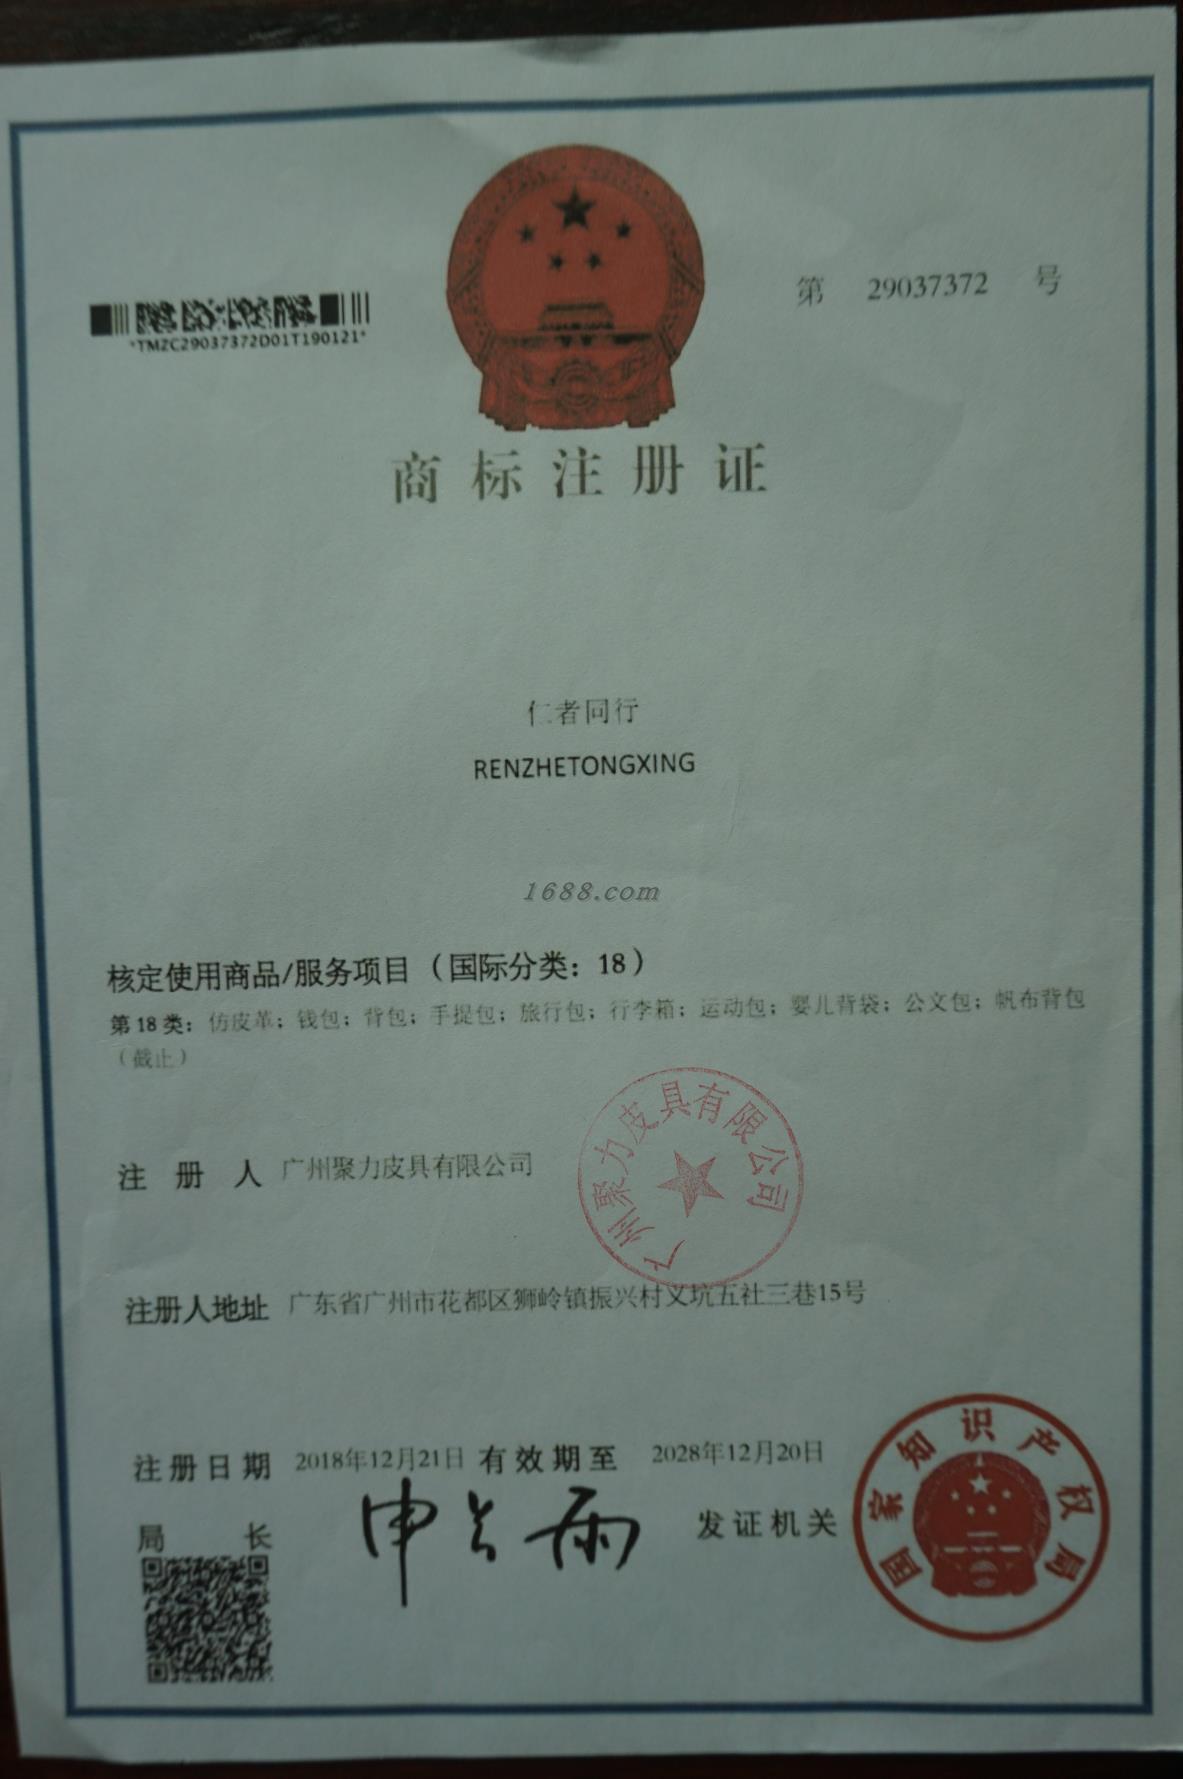 第 29037372 号
*TMZC29037372D01T190121*
商标注册证
仁者同行
RENZHETONGXING
1688.com
核定使用商品/服务项目（国际分类：18）
第18类：仿皮革；钱包；背包；手提包；旅行包；行李箱；运动包；婴儿背袋；公文包；帆布背包
（截止）
注册人 广州聚力皮具有限公司
广州聚力皮具有限公司
注册人地址 广东省广州市花都区狮岭镇振兴村义坑五社三巷15号
注册日期 2018年12月21日 有效期至 2028年12月20日
局长 申长雨 发证机关
国家知识产权局